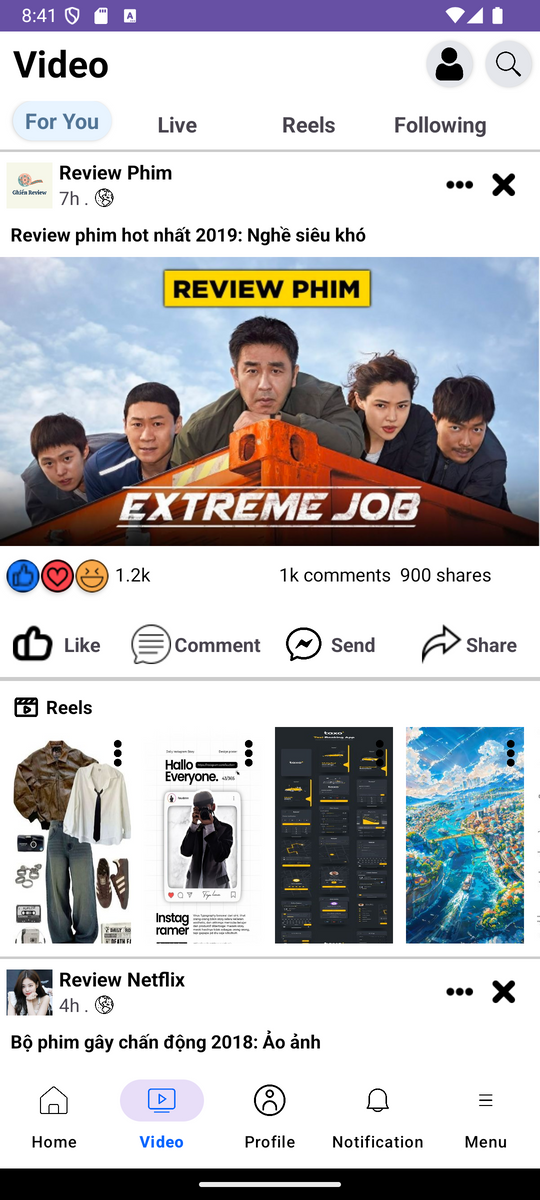 8:41
Video
For You
Live
Reels
Following
Ghiền Review
Review Phim
7h .
Review phim hot nhất 2019: Nghề siêu khó
REVIEW PHIM
EXTREME JOB
1.2k
1k comments 900 shares
Like
Comment
Send
Share
Reels
Hallo
Everyone.
Instag
ramer
Review Netflix
4h .
Bộ phim gây chấn động 2018: Ảo ảnh
Home
Video
Profile
Notification
Menu